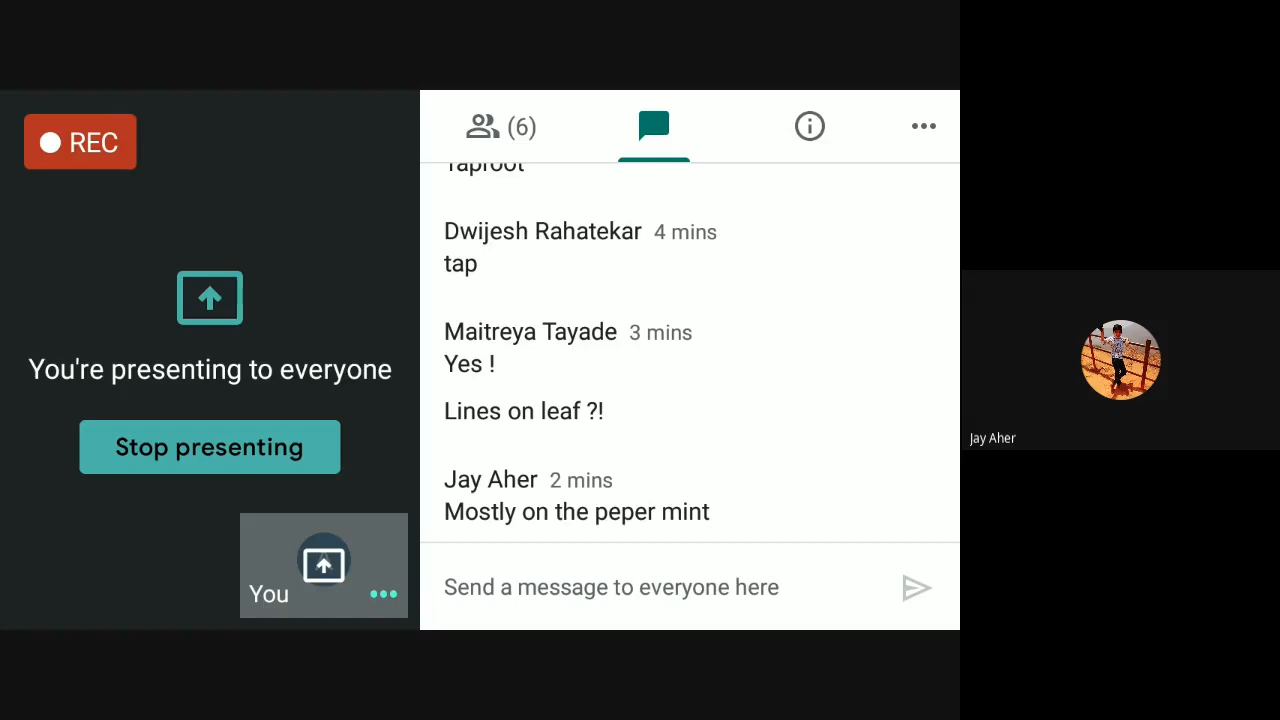 REC
You're presenting to everyone
Stop presenting
You
(6)
Taproot
Dwijesh Rahatekar 4 mins
tap
Maitreya Tayade 3 mins
Yes !
Lines on leaf ?!
Jay Aher 2 mins
Mostly on the peper mint
Send a message to everyone here
Jay Aher